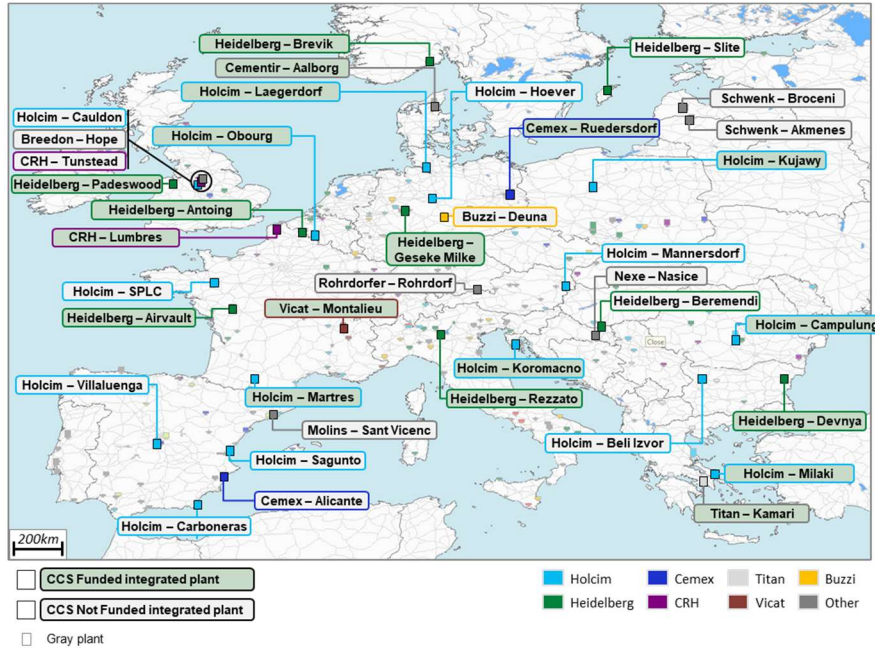 Heidelberg – Brevik
Heidelberg – Slite
Cementir – Aalborg
Holcim – Laegerdorf
Holcim – Hoever
Schwenk – Broceni
Holcim – Cauldon
Cemex – Ruedersdorf
Schwenk – Akmenes
Breedon – Hope
Holcim – Obourg
CRH – Tunstead
Holcim – Kujawy
Heidelberg – Padeswood
Heidelberg – Antoing
Buzzi – Deuna
CRH – Lumbres
Heidelberg –
Geseke Milke
Holcim – Mannersdorf
Nexe – Nasice
Holcim – SPLC
Rohrdorfer – Rohrdorf
Heidelberg – Beremendi
Vicat – Montalieu
Heidelberg – Airvault
Holcim – Campulung
Close
Holcim – Koromacno
Holcim – Villaluenga
Holcim – Martres
Heidelberg – Rezzato
Heidelberg – Devnya
Molins – Sant Vicenc
Holcim – Beli Izvor
Holcim – Sagunto
Holcim – Milaki
Cemex – Alicante
Titan – Kamari
Holcim – Carboneras
200km
CCS Funded integrated plant
CCS Not Funded integrated plant
Gray plant
Holcim
Cemex
Titan
Buzzi
Heidelberg
CRH
Vicat
Other